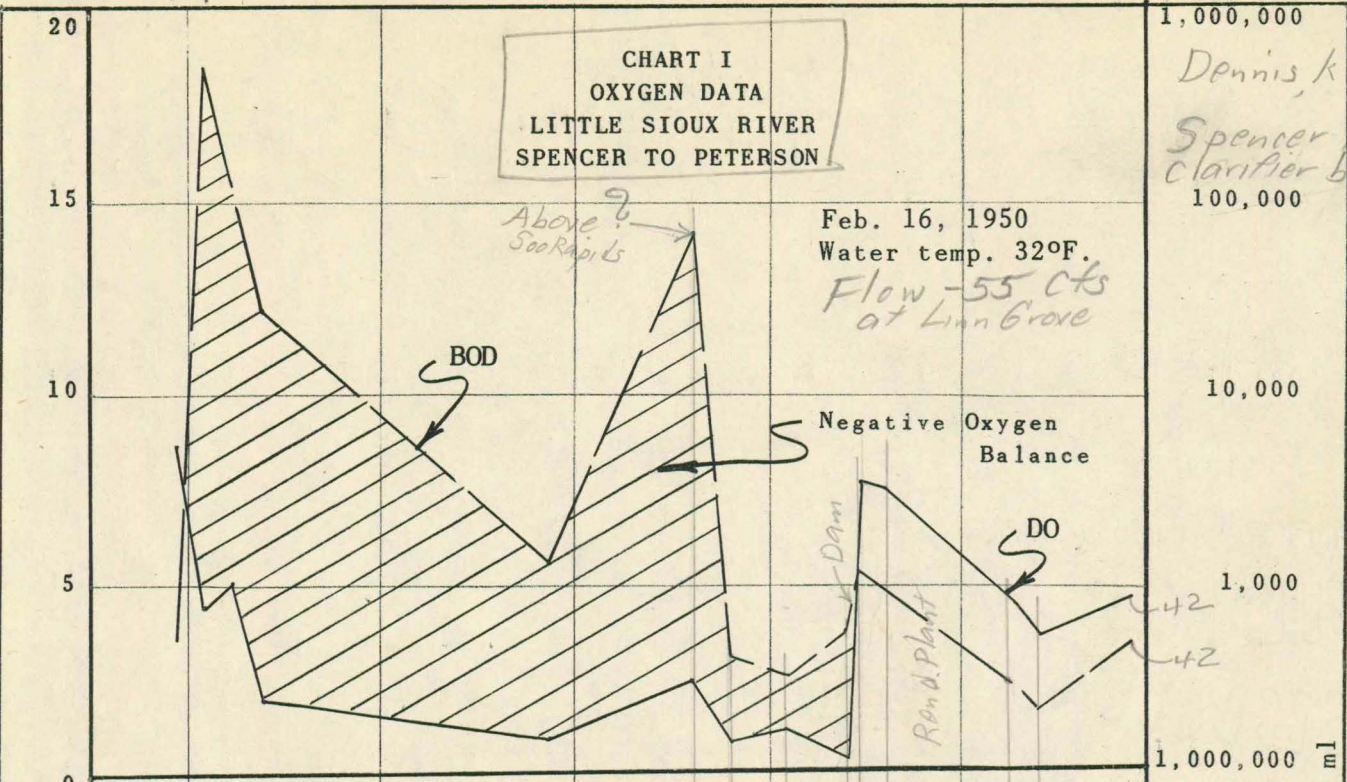 20
1,000,000
CHART I
OXYGEN DATA
LITTLE SIOUX RIVER
SPENCER TO PETERSON
Dennis, K
Spencer
clarifier b
15
100,000
?
Above
Soo Rapids
Feb. 16, 1950
Water temp. 32°F.
Flow - 55 cfs
at Linn Grove
BOD
10
10,000
Negative Oxygen
Balance
Dam
DO
5
1,000
42
42
Rend. Plant
1,000,000
ml
0